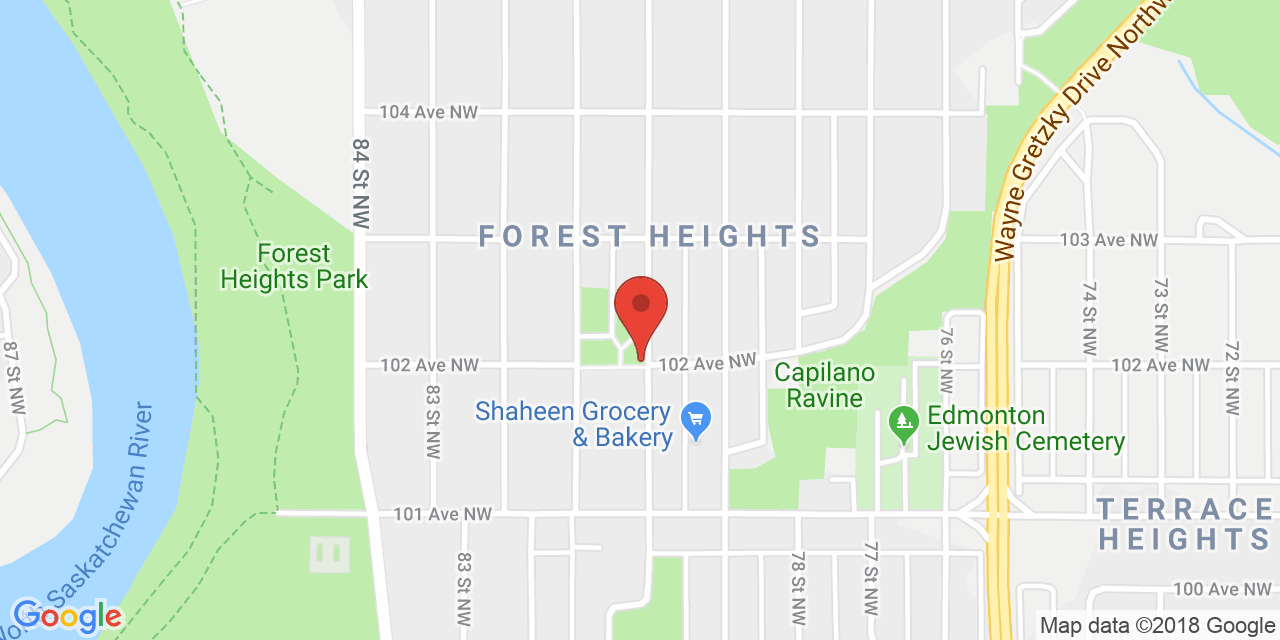 Wayne Gretzky Drive Northw
104 Ave NW
84 St NW
FOREST HEIGHTS
103 Ave NW
Forest
Heights Park
74 St NW
73 St NW
76 St NW
72 St NW
87 St NW
102 Ave NW
102 Ave NW
102 Ave NW
Capilano
Ravine
83 St NW
Shaheen Grocery
& Bakery
Edmonton
Jewish Cemetery
North Saskatchewan River
101 Ave NW
TERRACE
HEIGHTS
83 St NW
78 St NW
77 St NW
100 Ave NW
Google
Map data ©2018 Google